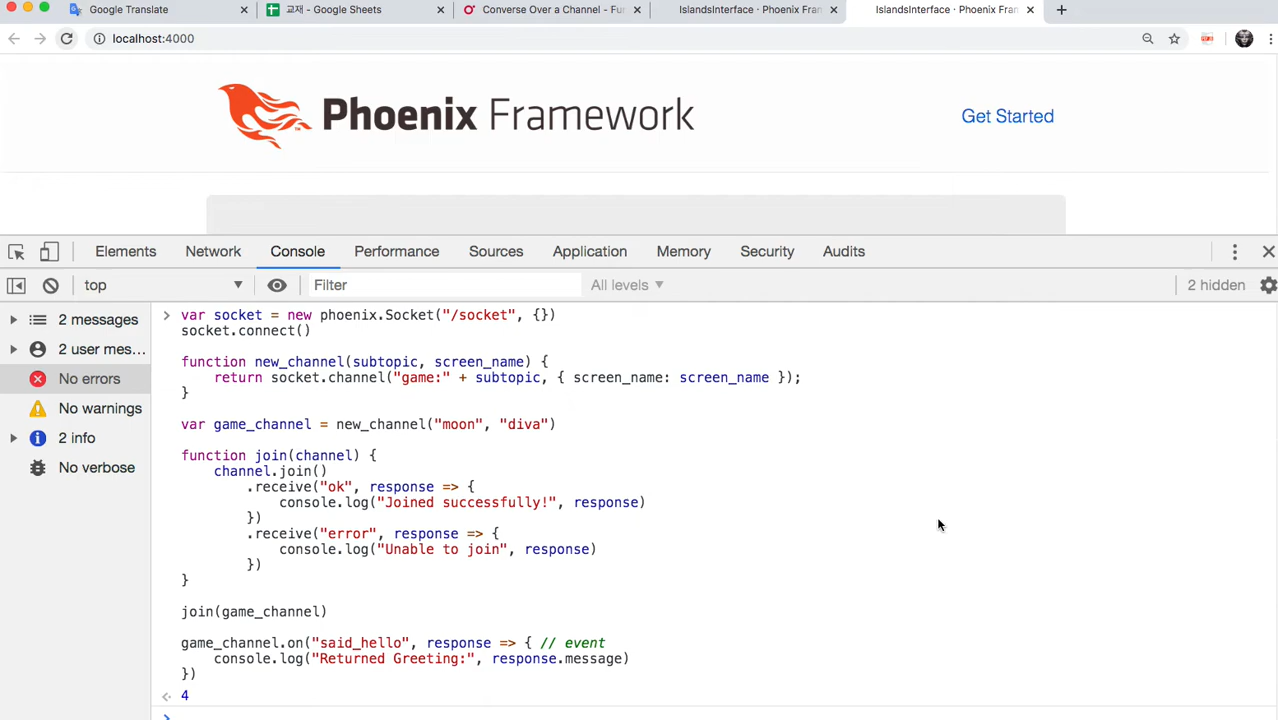 Google Translate
교재 - Google Sheets
Converse Over a Channel - Fu
IslandsInterface · Phoenix Fram
IslandsInterface · Phoenix Fran
localhost:4000
Phoenix Framework
Get Started
Elements Network Console Performance Sources Application Memory Security Audits
top Filter All levels 2 hidden
2 messages
2 user mes...
No errors
No warnings
2 info
No verbose
var socket = new phoenix.Socket("/socket", {})
socket.connect()
function new_channel(subtopic, screen_name) {
    return socket.channel("game:" + subtopic, { screen_name: screen_name });
}
var game_channel = new_channel("moon", "diva")
function join(channel) {
    channel.join()
        .receive("ok", response => {
            console.log("Joined successfully!", response)
        })
        .receive("error", response => {
            console.log("Unable to join", response)
        })
}
join(game_channel)
game_channel.on("said_hello", response => { // event
    console.log("Returned Greeting:", response.message)
})
4